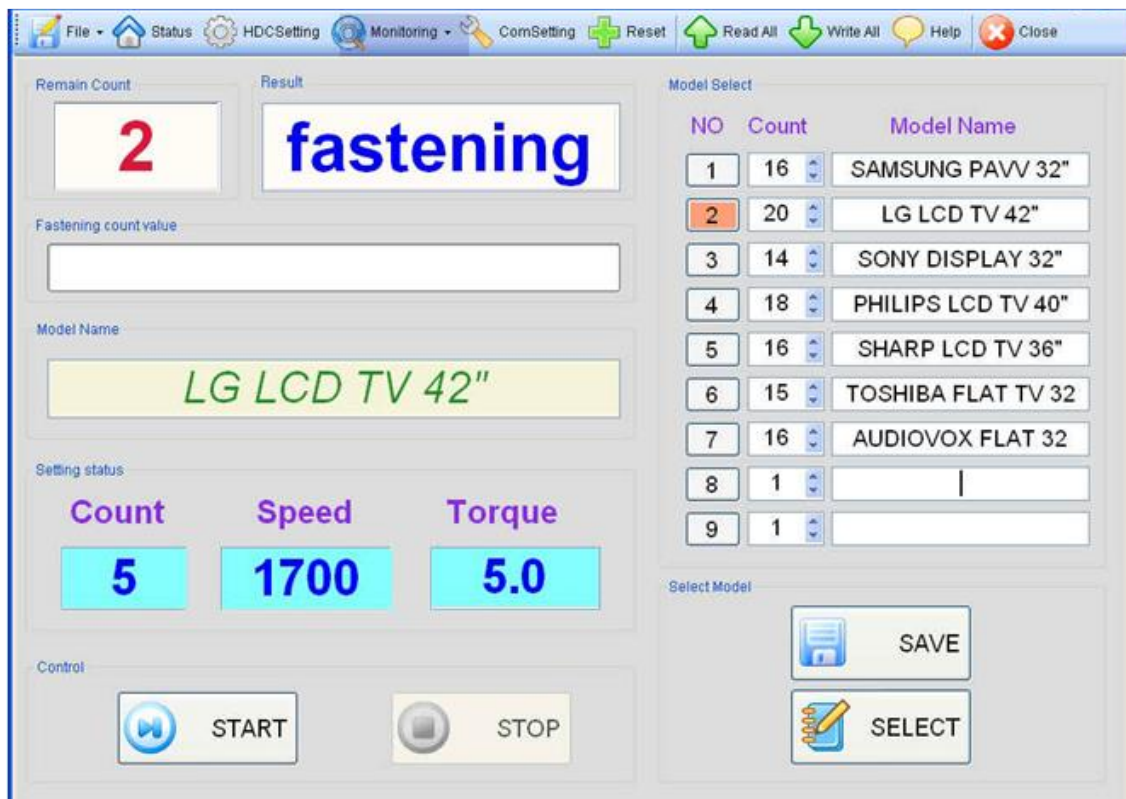 File Status HDCSetting Monitoring ComSetting Reset Read All Write All Help Close
Remain Count
2
Result
fastening
Fastening count value
Model Name
LG LCD TV 42"
Setting status
Count Speed Torque
5 1700 5.0
Control
START STOP
Model Select
NO Count Model Name
1 16 SAMSUNG PAVV 32"
2 20 LG LCD TV 42"
3 14 SONY DISPLAY 32"
4 18 PHILIPS LCD TV 40"
5 16 SHARP LCD TV 36"
6 15 TOSHIBA FLAT TV 32
7 16 AUDIOVOX FLAT 32
8 1
9 1
Select Model
SAVE
SELECT